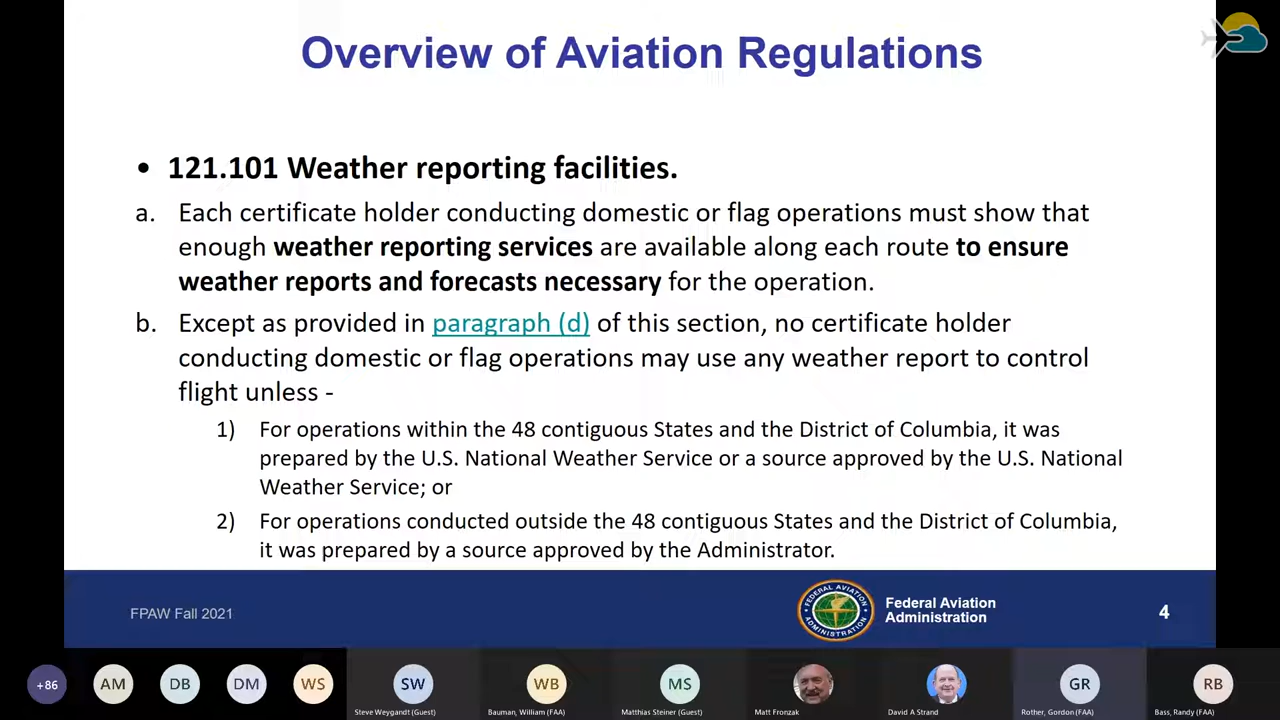 Overview of Aviation Regulations
• 121.101 Weather reporting facilities.
a. Each certificate holder conducting domestic or flag operations must show that
enough weather reporting services are available along each route to ensure
weather reports and forecasts necessary for the operation.
b. Except as provided in paragraph (d) of this section, no certificate holder
conducting domestic or flag operations may use any weather report to control
flight unless -
1) For operations within the 48 contiguous States and the District of Columbia, it was
prepared by the U.S. National Weather Service or a source approved by the U.S. National
Weather Service; or
2) For operations conducted outside the 48 contiguous States and the District of Columbia,
it was prepared by a source approved by the Administrator.
FPAW Fall 2021
FEDERAL AVIATION
ADMINISTRATION
Federal Aviation
Administration
4
+86
AM
DB
DM
WS
SW
WB
MS
GR
RB
Steve Weygandt (Guest)
Bauman, William (FAA)
Matthias Steiner (Guest)
Matt Fronzak
David A Strand
Rother, Gordon (FAA)
Bass, Randy (FAA)